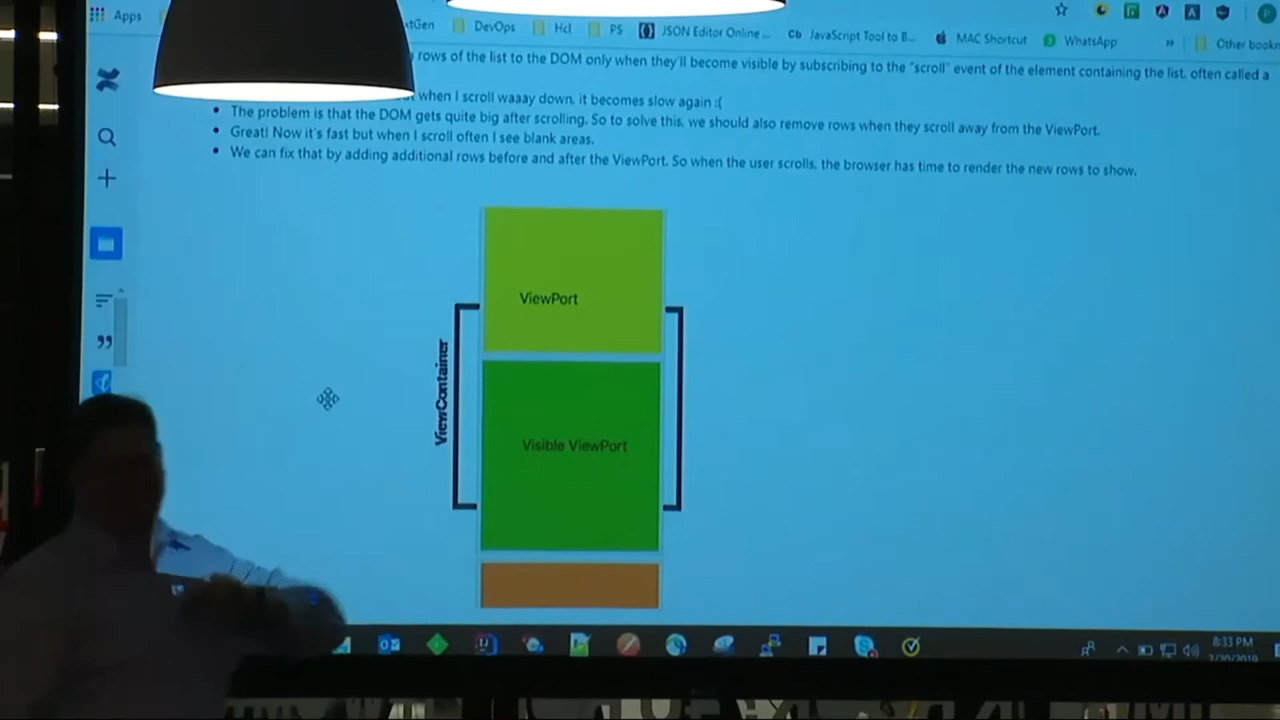 Apps
DevOps
Hcl
PS
JSON Editor Online ...
Cb JavaScript Tool to B...
MAC Shortcut
WhatsApp
»
rows of the list to the DOM only when they'll become visible by subscribing to the "scroll" event of the element containing the list, often called a
when I scroll waaay down, it becomes slow again :(
• The problem is that the DOM gets quite big after scrolling. So to solve this, we should also remove rows when they scroll away from the ViewPort.
• Great! Now it's fast but when I scroll often I see blank areas.
• We can fix that by adding additional rows before and after the ViewPort. So when the user scrolls, the browser has time to render the new rows to show.
ViewPort
ViewContainer
Visible ViewPort
8:33 PM